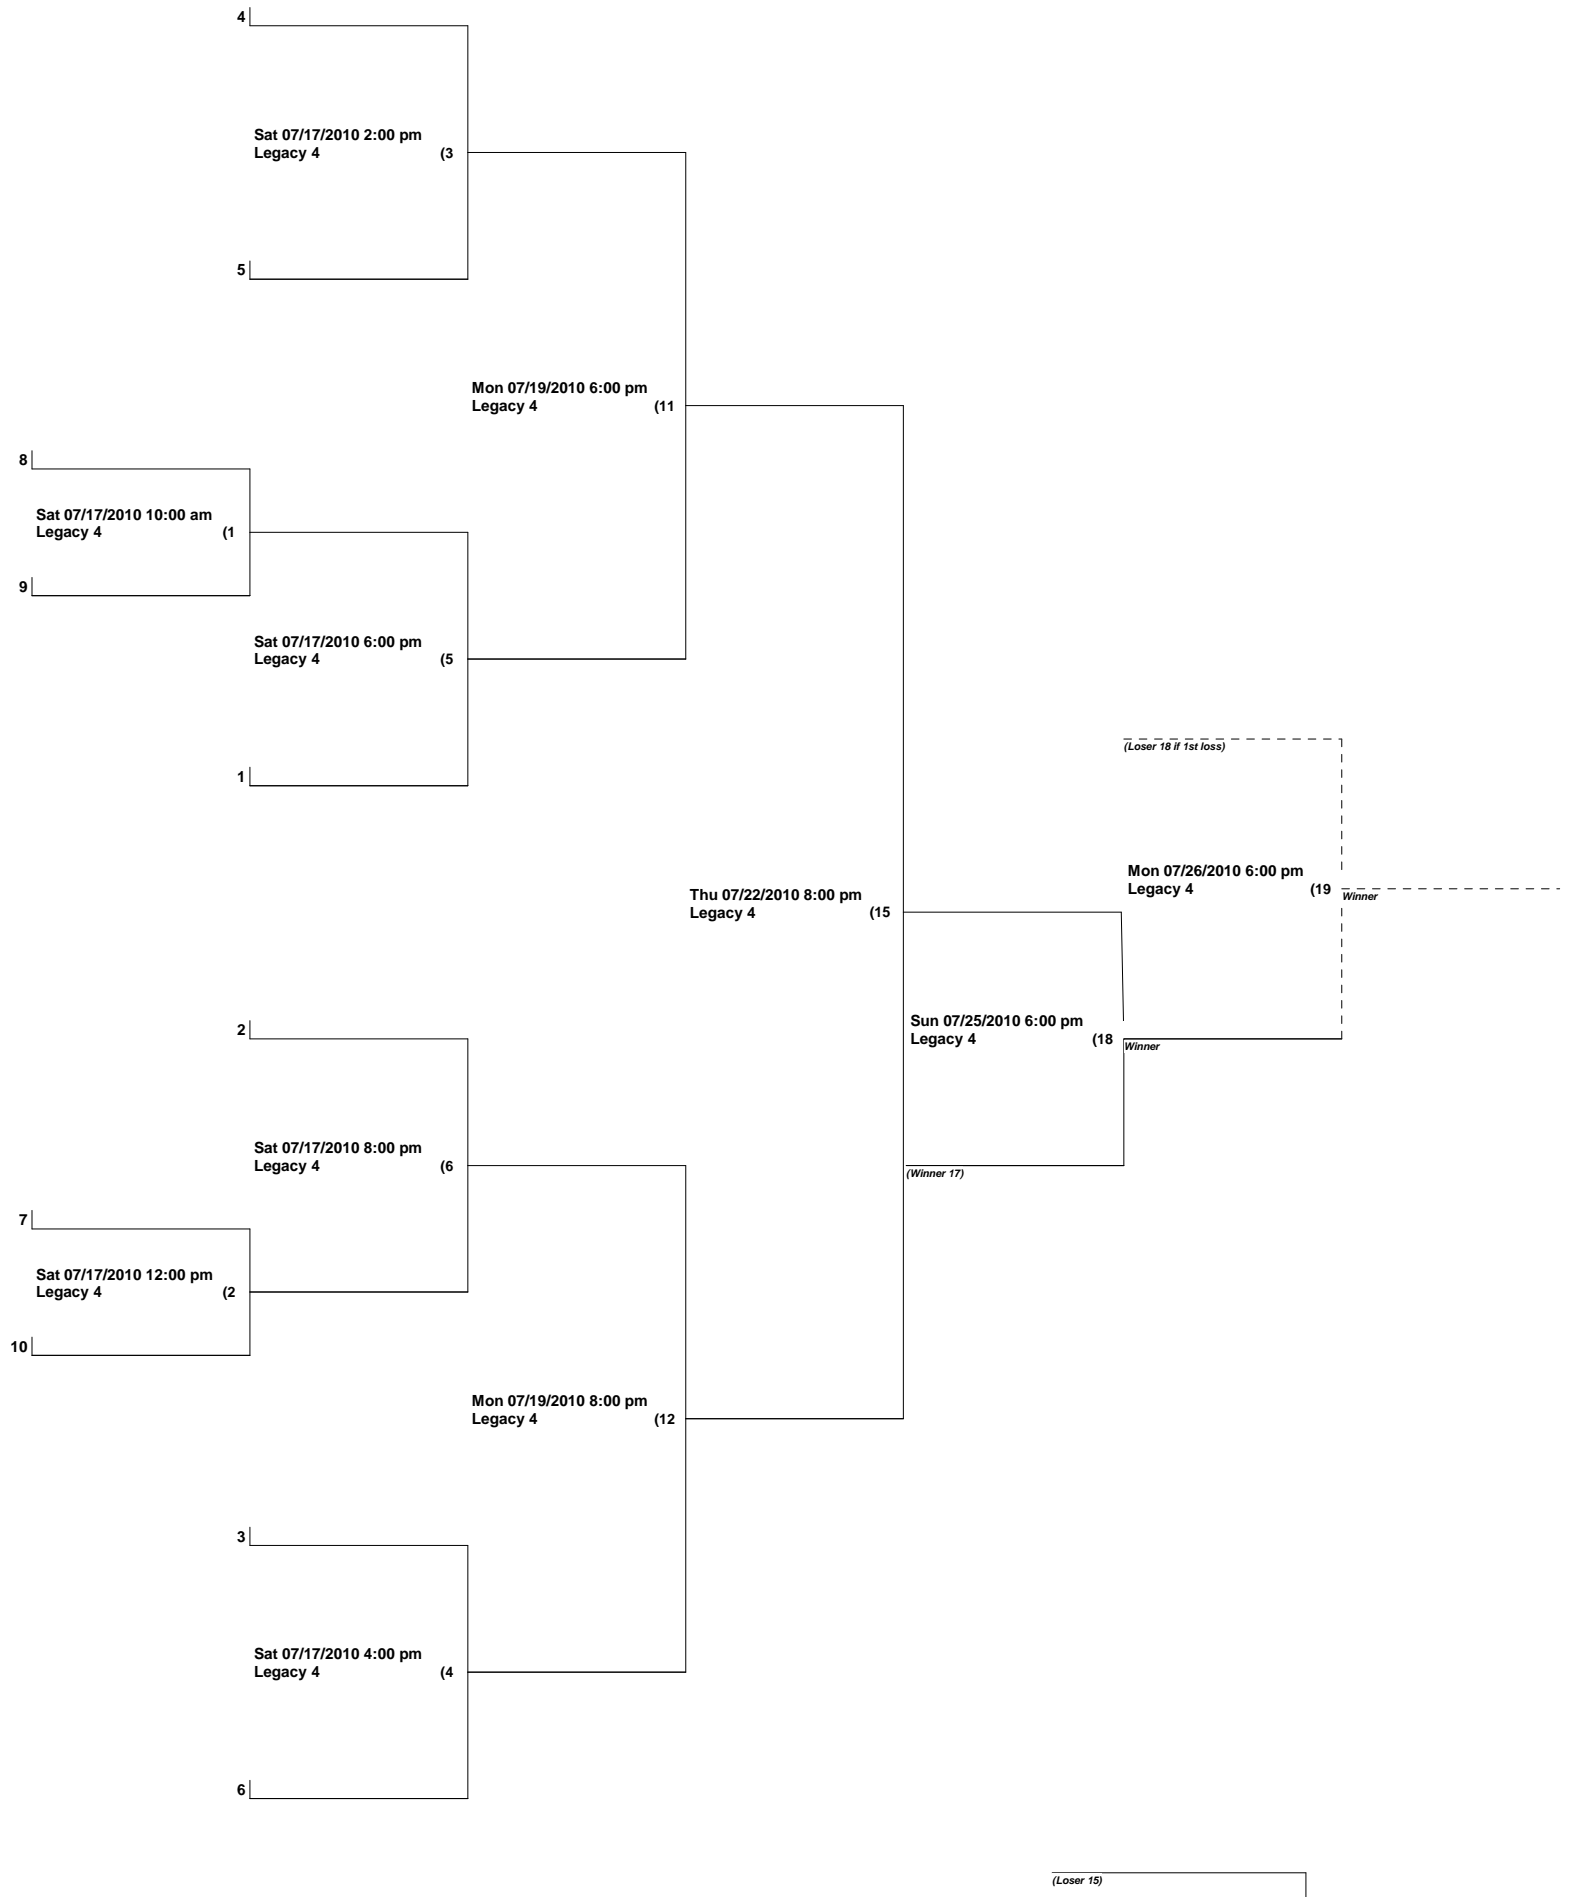 4
Sat 07/17/2010 2:00 pm
Legacy 4 (3
5
Mon 07/19/2010 6:00 pm
Legacy 4 (11
8
Sat 07/17/2010 10:00 am
Legacy 4 (1
9
Sat 07/17/2010 6:00 pm
Legacy 4 (5
1
(Loser 18 if 1st loss)
Mon 07/26/2010 6:00 pm
Legacy 4 (19
Winner
Thu 07/22/2010 8:00 pm
Legacy 4 (15
2
Sun 07/25/2010 6:00 pm
Legacy 4 (18
Winner
Sat 07/17/2010 8:00 pm
Legacy 4 (6
(Winner 17)
7
Sat 07/17/2010 12:00 pm
Legacy 4 (2
10
Mon 07/19/2010 8:00 pm
Legacy 4 (12
3
Sat 07/17/2010 4:00 pm
Legacy 4 (4
6
(Loser 15)